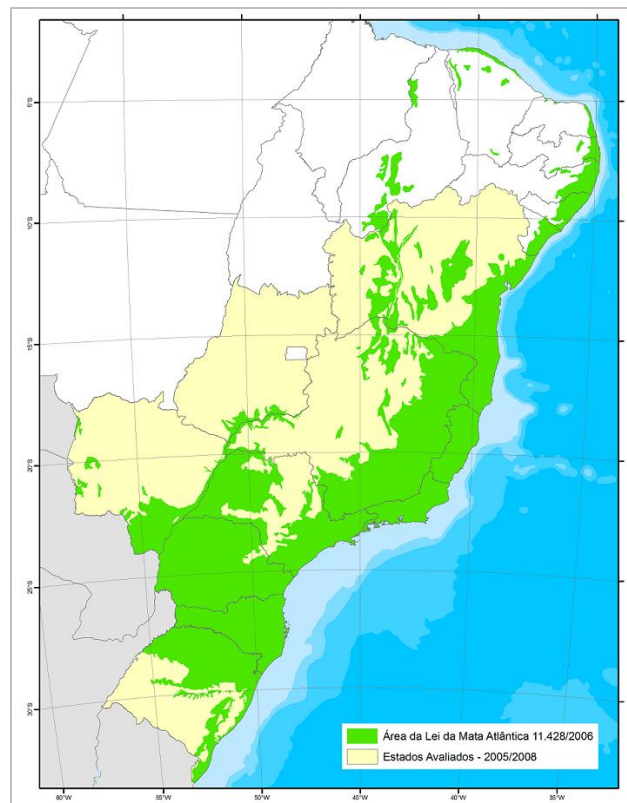 5°S
10°S
15°S
20°S
25°S
30°S
60°W 55°W 50°W 45°W 40°W 35°W
Área da Lei da Mata Atlântica 11.428/2006
Estados Avaliados - 2005/2008